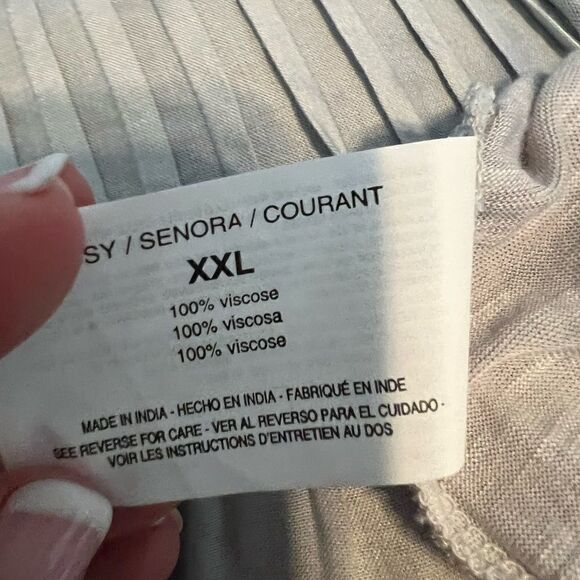 SY / SENORA / COURANT
XXL
100% viscose
100% viscosa
100% viscose
MADE IN INDIA - HECHO EN INDIA - FABRIQUÉ EN INDE
SEE REVERSE FOR CARE - VER AL REVERSO PARA EL CUIDADO -
VOIR LES INSTRUCTIONS D'ENTRETIEN AU DOS